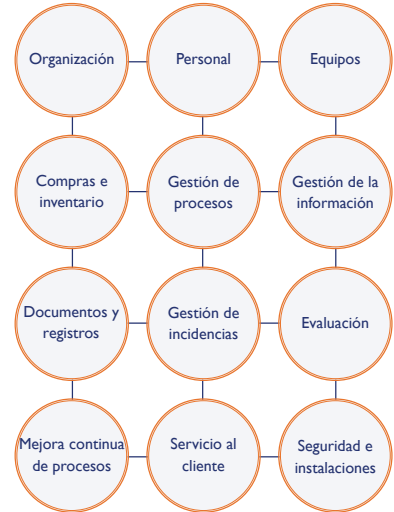 Organización
Personal
Equipos
Compras e
inventario
Gestión de
procesos
Gestión de la
información
Documentos y
registros
Gestión de
incidencias
Evaluación
Mejora continua
de procesos
Servicio al
cliente
Seguridad e
instalaciones